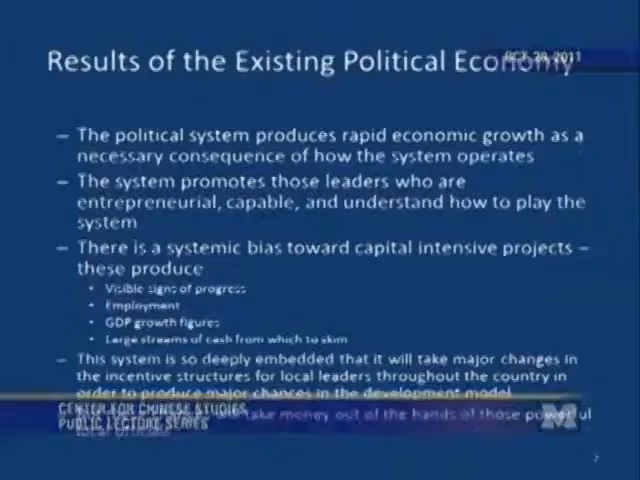 Results of the Existing Political Economy
OCT 20, 2011
– The political system produces rapid economic growth as a
necessary consequence of how the system operates
– The system promotes those leaders who are
entrepreneurial, capable, and understand how to play the
system
– There is a systemic bias toward capital intensive projects –
these produce
• Visible signs of progress
• Employment
• GDP growth figures
• Large streams of cash from which to skim
– This system is so deeply embedded that it will take major changes in
the incentive structures for local leaders throughout the country in
order to produce major changes in the development model
take money out of the hands of those powerful
local officials
CENTER FOR CHINESE STUDIES
PUBLIC LECTURE SERIES
M
7